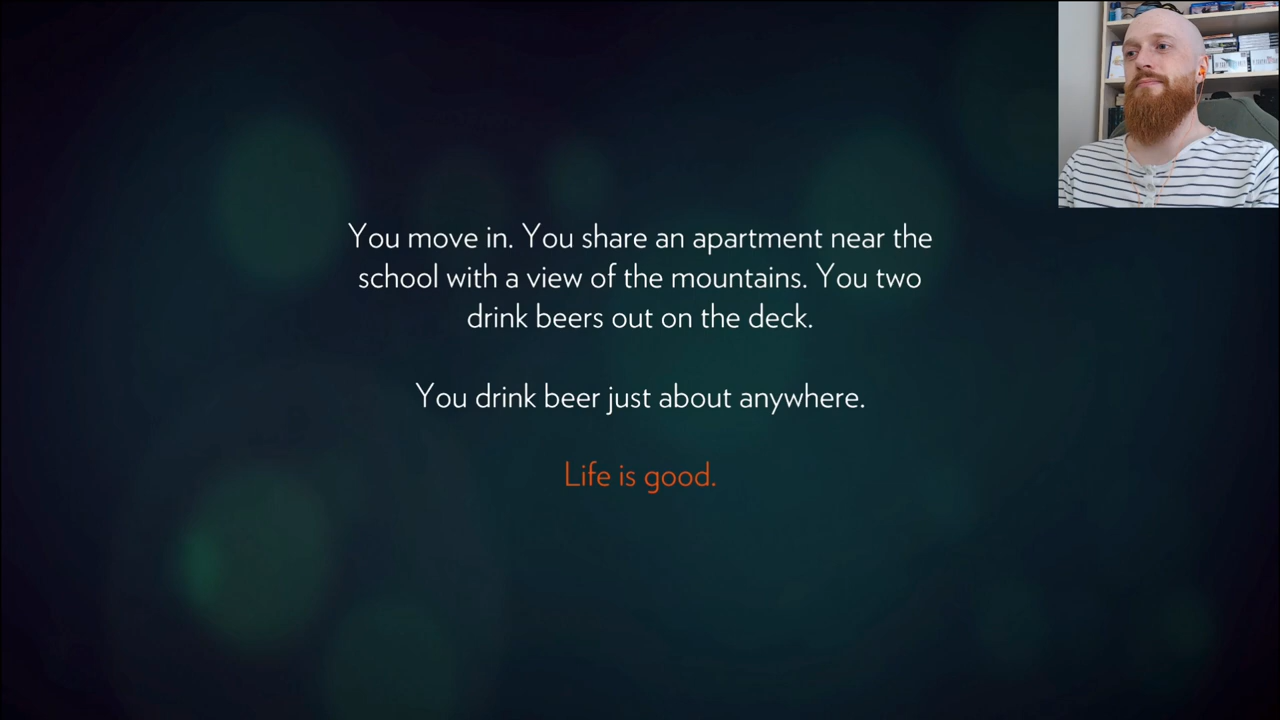 You move in. You share an apartment near the
school with a view of the mountains. You two
drink beers out on the deck.
You drink beer just about anywhere.
Life is good.